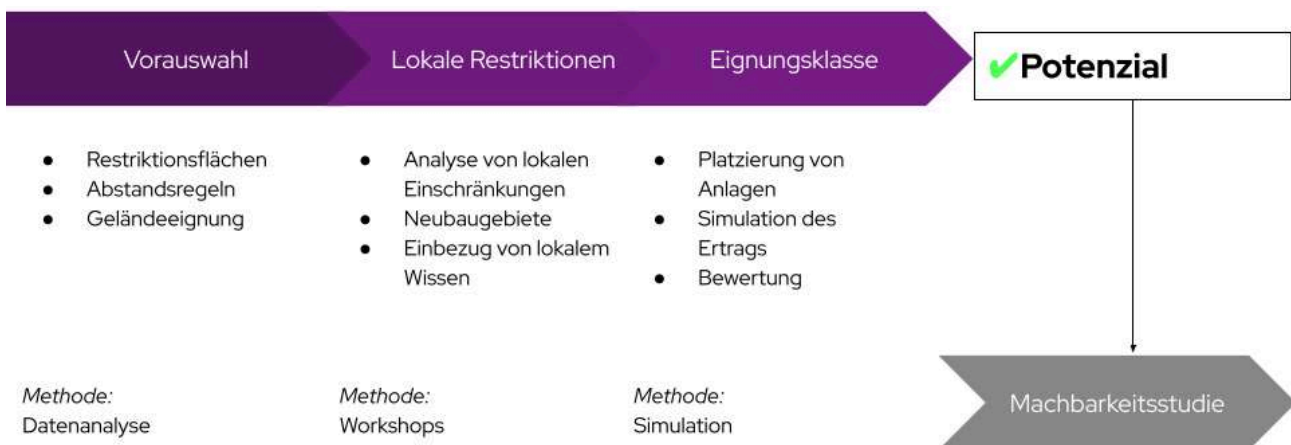 Vorauswahl
Lokale Restriktionen
Eignungsklasse
✔Potenzial
● Restriktionsflächen
● Abstandsregeln
● Geländeeignung
● Analyse von lokalen
Einschränkungen
● Neubaugebiete
● Einbezug von lokalem
Wissen
● Platzierung von
Anlagen
● Simulation des
Ertrags
● Bewertung
Methode:
Datenanalyse
Methode:
Workshops
Methode:
Simulation
Machbarkeitsstudie